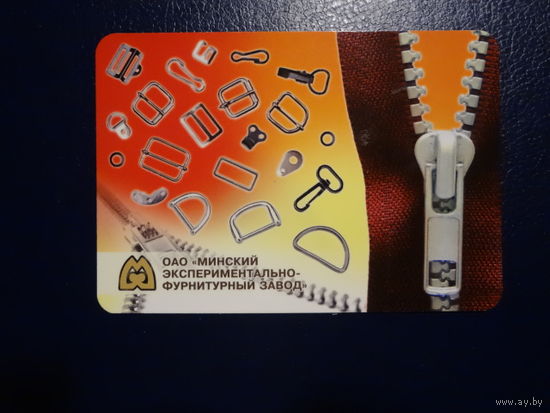 ОАО «МИНСКИЙ
ЭКСПЕРИМЕНТАЛЬНО-
ФУРНИТУРНЫЙ ЗАВОД»
www.ay.by